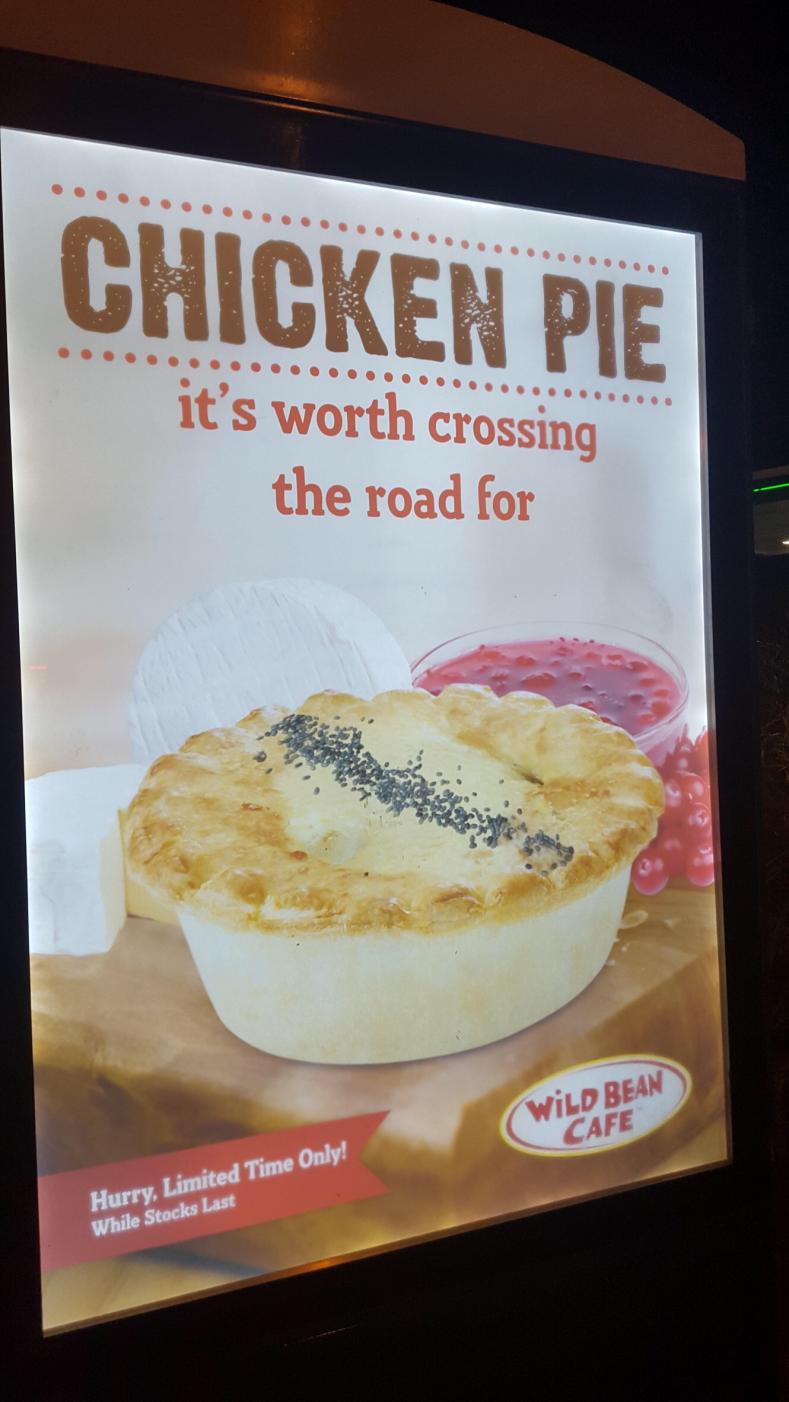 CHICKEN PIE
it's worth crossing
the road for
WiLD BEAN
CAFE
Hurry, Limited Time Only!
While Stocks Last